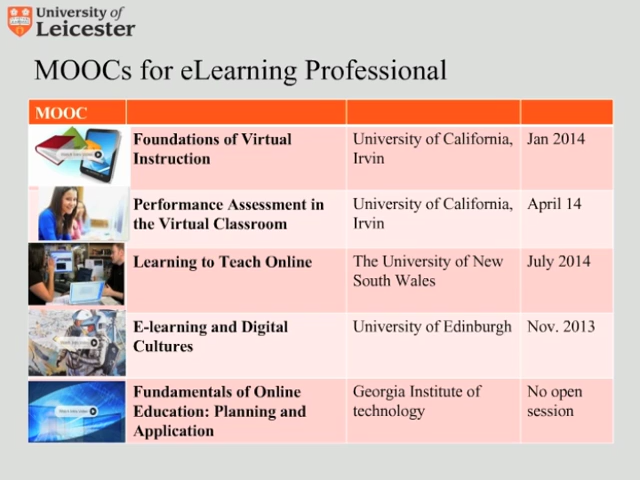 University of
Leicester
MOOCs for eLearning Professional
MOOC
Foundations of Virtual
Instruction
University of California,
Irvin
Jan 2014
Performance Assessment in
the Virtual Classroom
University of California,
Irvin
April 14
Learning to Teach Online
The University of New
South Wales
July 2014
E-learning and Digital
Cultures
University of Edinburgh
Nov. 2013
Fundamentals of Online
Education: Planning and
Application
Georgia Institute of
technology
No open
session